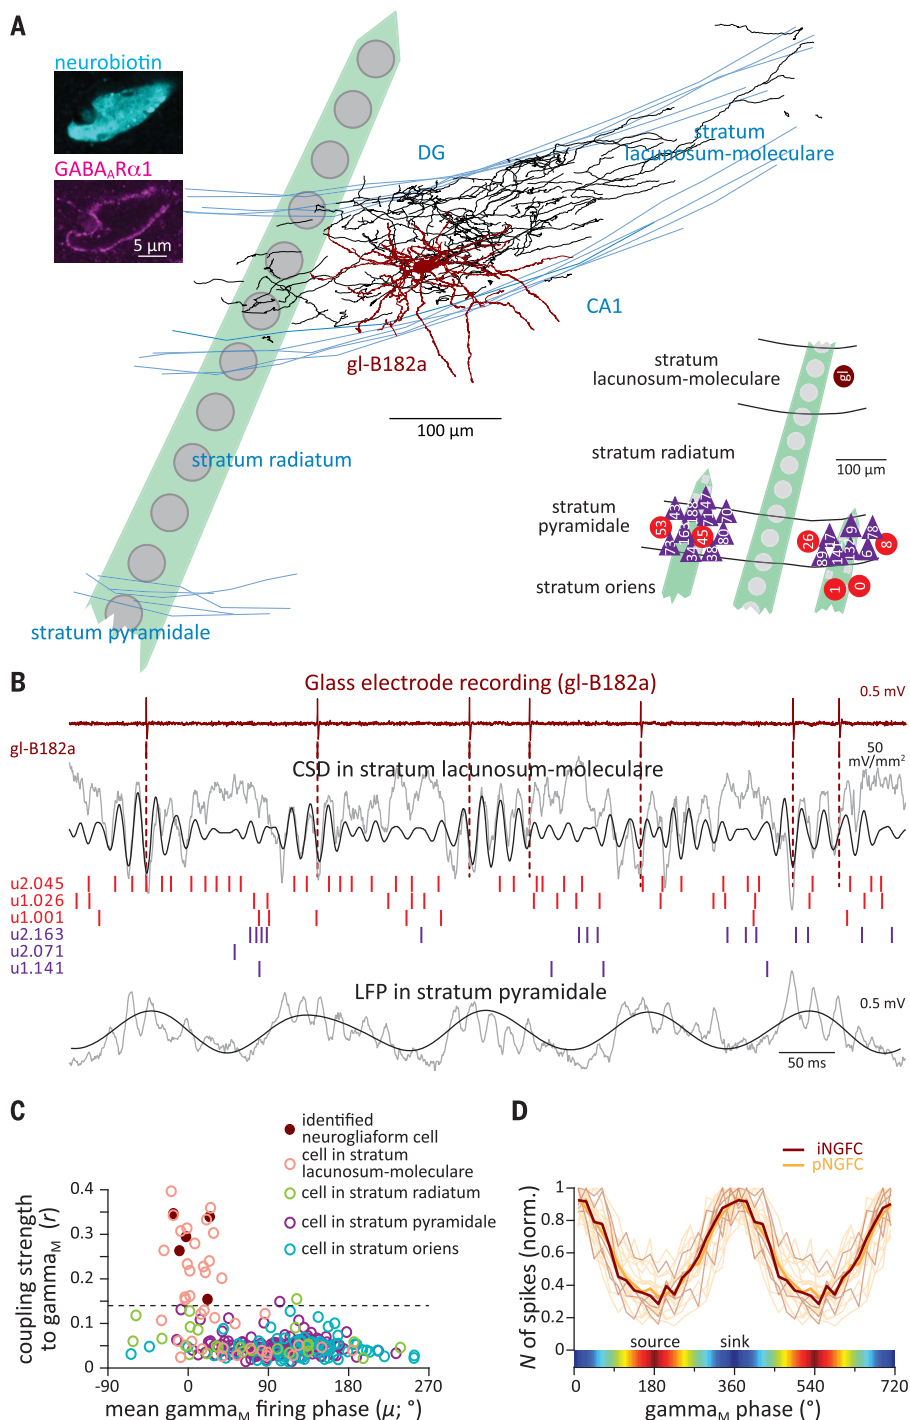 A
neurobiotin
GABAARα1
5 µm
DG
stratum
lacunosum-moleculare
CA1
gl-B182a
100 µm
stratum radiatum
stratum pyramidale
stratum
lacunosum-moleculare
gl
stratum radiatum
100 µm
stratum
pyramidale
53
45
26
8
stratum oriens
1
0
B
Glass electrode recording (gl-B182a)
0.5 mV
gl-B182a
50
mV/mm²
CSD in stratum lacunosum-moleculare
u2.045
u1.026
u1.001
u2.163
u2.071
u1.141
LFP in stratum pyramidale
0.5 mV
50 ms
C
identified
neurogliaform cell
cell in stratum
lacunosum-moleculare
cell in stratum radiatum
cell in stratum pyramidale
cell in stratum oriens
coupling strength
to gammaM (r)
0.4
0.3
0.2
0.1
0
-90 0 90 180 270
mean gammaM firing phase (µ; °)
D
iNGFC
pNGFC
N of spikes (norm.)
1
0.8
0.6
0.4
0.2
0
source sink
0 180 360 540 720
gammaM phase (°)